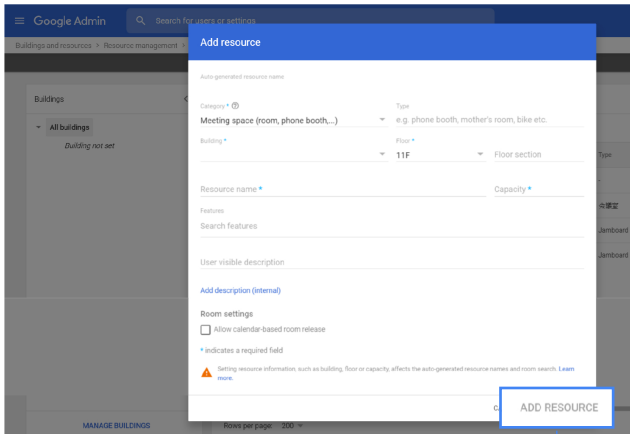 Google Admin
Search for users or settings
Buildings and resources > Resource management >
Add resource
Auto-generated resource name
Buildings
All buildings
Building not set
Category *
Type
Meeting space (room, phone booth,...)
e.g. phone booth, mother's room, bike etc.
Building *
Floor *
11F
Floor section
Resource name *
Capacity *
Features
Search features
User visible description
Add description (internal)
Room settings
Allow calendar-based room release
* indicates a required field
Setting resource information, such as building, floor or capacity, affects the auto-generated resource names and room search. Learn
more.
ADD RESOURCE
Type
-
会議室
Jamboard
Jamboard
MANAGE BUILDINGS
Rows per page: 200